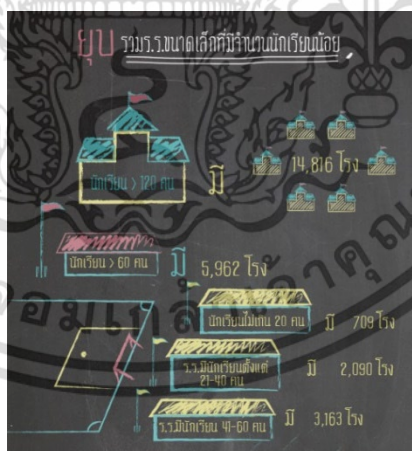 ยุบ รวมร.ร.ขนาดเล็กที่มีจำนวนนักเรียนน้อย
นักเรียน > 120 คน
มี
14,816 โรง
นักเรียน > 60 คน
มี
5,962 โรง
นักเรียนไม่เกิน 20 คน
มี 709 โรง
ร.ร.มีนักเรียนตั้งแต่
21-40 คน
มี 2,090 โรง
ร.ร.มีนักเรียน 41-60 คน
มี 3,163 โรง